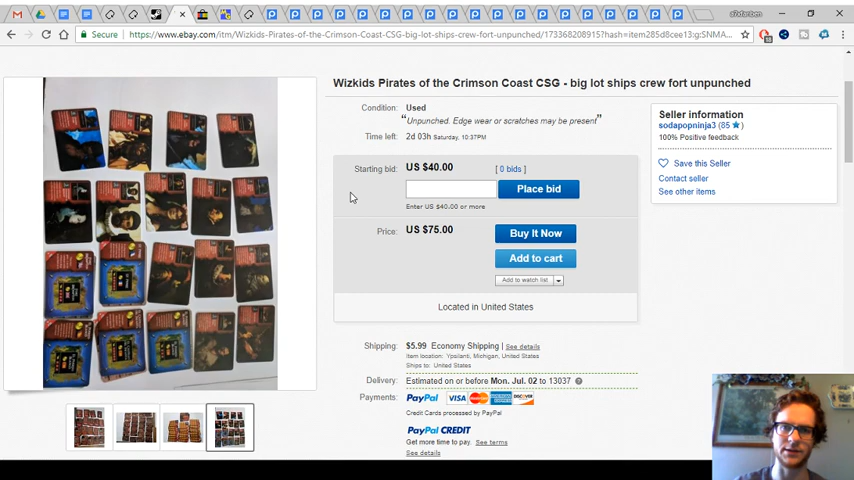 a7xfanben
Secure
https://www.ebay.com/itm/Wizkids-Pirates-of-the-Crimson-Coast-CSG-big-lot-ships-crew-fort-unpunched/173368208915?hash=item285d8cee13:g:SNMA...
Wizkids Pirates of the Crimson Coast CSG - big lot ships crew fort unpunched
Condition: Used
“Unpunched. Edge wear or scratches may be present”
Time left: 2d 03h Saturday, 10:37PM
Starting bid: US $40.00 [ 0 bids ]
Place bid
Enter US $40.00 or more
Price: US $75.00
Buy It Now
Add to cart
Add to watch list
Located in United States
Shipping: $5.99 Economy Shipping | See details
Item location: Ypsilanti, Michigan, United States
Ships to: United States
Delivery: Estimated on or before Mon. Jul. 02 to 13037
Payments: PayPal VISA MasterCard DISCOVER
Credit Cards processed by PayPal
PayPal CREDIT
Get more time to pay. See terms
See details
Seller information
sodapopninja3 (85)
100% Positive feedback
Save this Seller
Contact seller
See other items